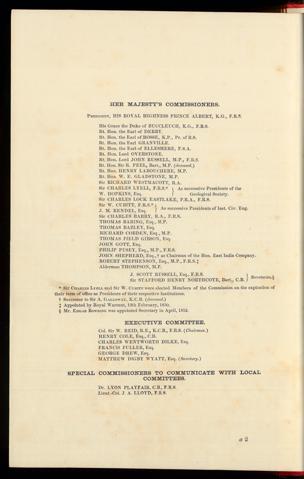 HER MAJESTY'S COMMISSIONERS.
President, HIS ROYAL HIGHNESS PRINCE ALBERT, K.G., F.R.S.
His Grace the Duke of BUCCLEUCH, K.G., F.R.S.
Rt. Hon. the Earl of DERBY.
Rt. Hon. the Earl of ROSSE, K.P., Pr. of R.S.
Rt. Hon. the Earl GRANVILLE.
Rt. Hon. the Earl of ELLESMERE, F.S.A.
Rt. Hon. Lord OVERSTONE.
Rt. Hon. Lord JOHN RUSSELL, M.P., F.R.S.
Rt. Hon. Sir R. PEEL, Bart., M.P. (deceased.)
Rt. Hon. HENRY LABOUCHERE, M.P.
Rt. Hon. W. E. GLADSTONE, M.P.
Sir RICHARD WESTMACOTT, R.A.
Sir CHARLES LYELL, F.R.S.* } As successive Presidents of the
W. HOPKINS, Esq. } Geological Society.
Sir CHARLES LOCK EASTLAKE, P.R.A., F.R.S.
Sir W. CUBITT, F.R.S.* } As successive Presidents of Inst. Civ. Eng.
J. M. RENDEL, Esq.
Sir CHARLES BARRY, R.A., F.R.S.
THOMAS BARING, Esq., M.P.
THOMAS BAZLEY, Esq.
RICHARD COBDEN, Esq., M.P.
THOMAS FIELD GIBSON, Esq.
JOHN GOTT, Esq.
PHILIP PUSEY, Esq., M.P., F.R.S.
JOHN SHEPHERD, Esq.,† as Chairman of the Hon. East India Company.
ROBERT STEPHENSON, Esq., M.P., F.R.S.‡
Alderman THOMPSON, M.P.
J. SCOTT RUSSELL, Esq., F.R.S.
Sir STAFFORD HENRY NORTHCOTE, Bart., C.B. } Secretaries.§
* Sir Charles Lyell and Sir W. Cubitt were elected Members of the Commission on the expiration of
their term of office as Presidents of their respective Institutions.
† Successor to Sir A. Galloway, K.C.B. (deceased.)
‡ Appointed by Royal Warrant, 12th February, 1850.
§ Mr. Edgar Bowring was appointed Secretary in April, 1852.
EXECUTIVE COMMITTEE.
Col. Sir W. REID, R.E., K.C.B., F.R.S. (Chairman.)
HENRY COLE, Esq., C.B.
CHARLES WENTWORTH DILKE, Esq.
FRANCIS FULLER, Esq.
GEORGE DREW, Esq.
MATTHEW DIGBY WYATT, Esq. (Secretary.)
SPECIAL COMMISSIONERS TO COMMUNICATE WITH LOCAL
COMMITTEES.
Dr. LYON PLAYFAIR, C.B., F.R.S.
Lieut.-Col. J. A. LLOYD, F.R.S.
a 2